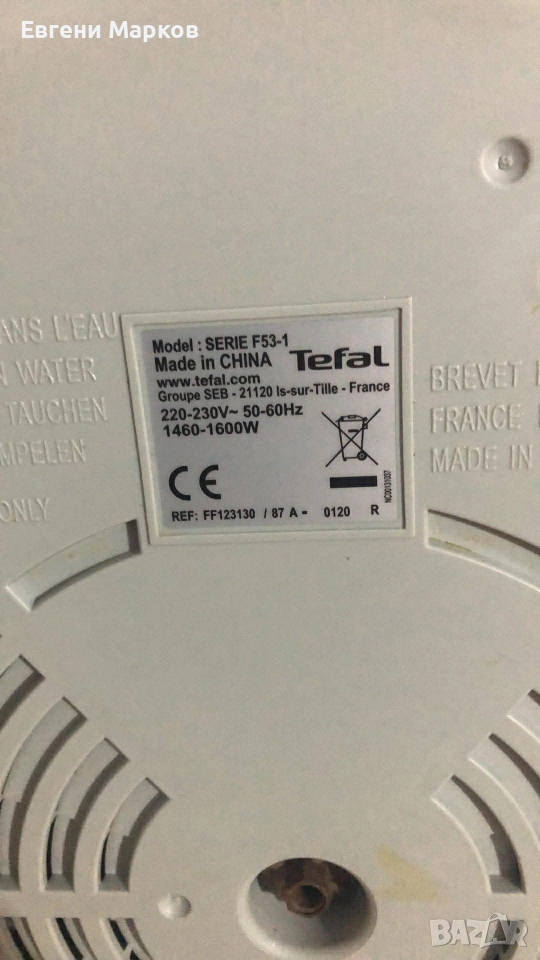 Евгени Марков
ANS L'EAU
WATER
TAUCHEN
MPELEN
ONLY
Model : SERIE F53-1
Made in CHINA
Tefal
www.tefal.com
Groupe SEB - 21120 Is-sur-Tille - France
220-230V~ 50-60Hz
1460-1600W
CE
NC00131037
REF: FF123130 / 87 A - 0120 R
BREVET
FRANCE
MADE IN
BAZAR